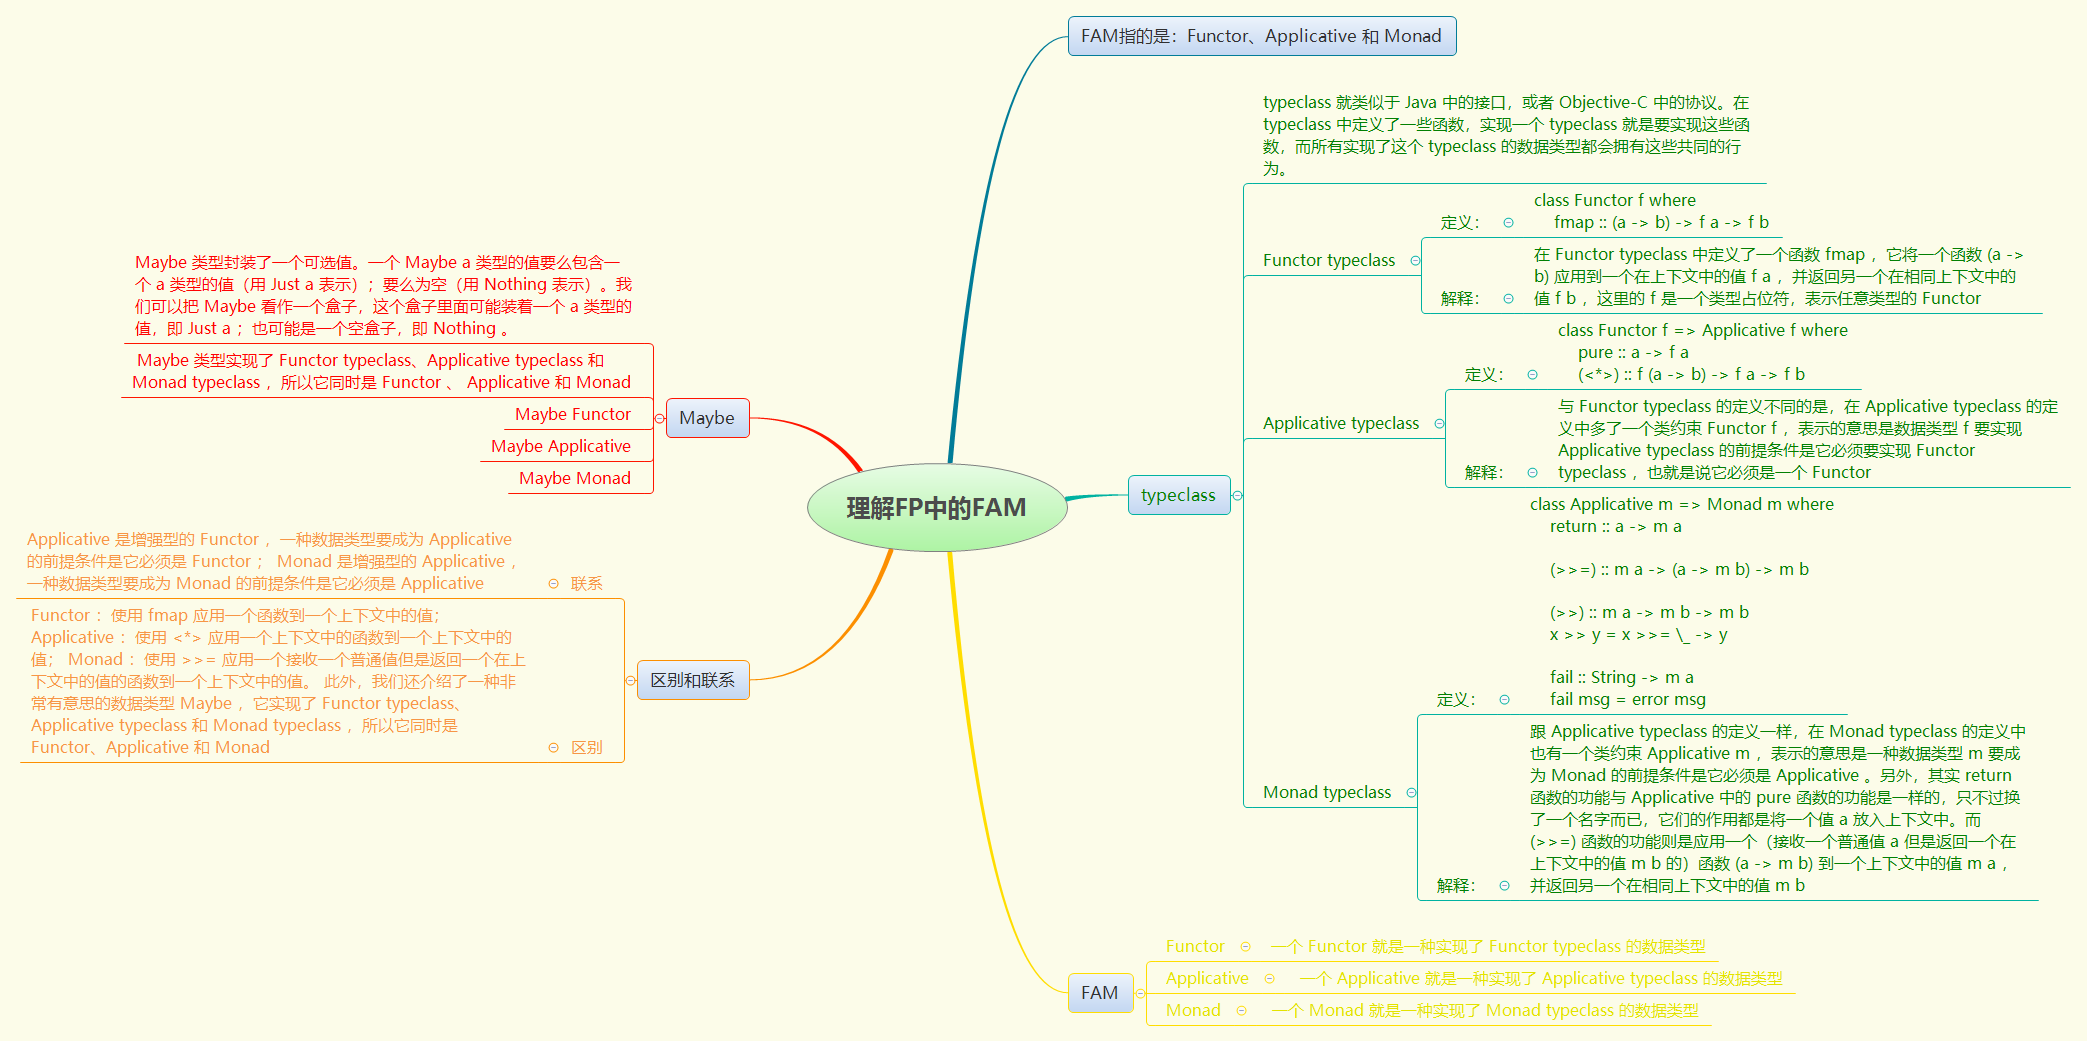 理解FP中的FAM
FAM指的是：Functor、Applicative 和 Monad
typeclass
typeclass 就类似于 Java 中的接口，或者 Objective-C 中的协议。在
typeclass 中定义了一些函数，实现一个 typeclass 就是要实现这些函
数，而所有实现了这个 typeclass 的数据类型都会拥有这些共同的行
为。
Functor typeclass
定义：
class Functor f where
fmap :: (a -> b) -> f a -> f b
解释：
在 Functor typeclass 中定义了一个函数 fmap ，它将一个函数 (a ->
b) 应用到一个在上下文中的值 f a ，并返回另一个在相同上下文中的
值 f b ，这里的 f 是一个类型占位符，表示任意类型的 Functor
Applicative typeclass
定义：
class Functor f => Applicative f where
pure :: a -> f a
(<*>) :: f (a -> b) -> f a -> f b
解释：
与 Functor typeclass 的定义不同的是，在 Applicative typeclass 的定
义中多了一个类约束 Functor f ，表示的意思是数据类型 f 要实现
Applicative typeclass 的前提条件是它必须要实现 Functor
typeclass ，也就是说它必须是一个 Functor
Monad typeclass
定义：
class Applicative m => Monad m where
return :: a -> m a
(>>=) :: m a -> (a -> m b) -> m b
(>>) :: m a -> m b -> m b
x >> y = x >>= \_ -> y
fail :: String -> m a
fail msg = error msg
解释：
跟 Applicative typeclass 的定义一样，在 Monad typeclass 的定义中
也有一个类约束 Applicative m ，表示的意思是一种数据类型 m 要成
为 Monad 的前提条件是它必须是 Applicative 。另外，其实 return
函数的功能与 Applicative 中的 pure 函数的功能是一样的，只不过换
了一个名字而已，它们的作用都是将一个值 a 放入上下文中。而
(>>=) 函数的功能则是应用一个（接收一个普通值 a 但是返回一个在
上下文中的值 m b 的）函数 (a -> m b) 到一个上下文中的值 m a ，
并返回另一个在相同上下文中的值 m b
FAM
Functor
一个 Functor 就是一种实现了 Functor typeclass 的数据类型
Applicative
一个 Applicative 就是一种实现了 Applicative typeclass 的数据类型
Monad
一个 Monad 就是一种实现了 Monad typeclass 的数据类型
Maybe
Maybe 类型封装了一个可选值。一个 Maybe a 类型的值要么包含一
个 a 类型的值（用 Just a 表示）；要么为空（用 Nothing 表示）。我
们可以把 Maybe 看作一个盒子，这个盒子里面可能装着一个 a 类型的
值，即 Just a ；也可能是一个空盒子，即 Nothing 。
Maybe 类型实现了 Functor typeclass、Applicative typeclass 和
Monad typeclass ，所以它同时是 Functor 、 Applicative 和 Monad
Maybe Functor
Maybe Applicative
Maybe Monad
区别和联系
联系
Applicative 是增强型的 Functor ，一种数据类型要成为 Applicative
的前提条件是它必须是 Functor ； Monad 是增强型的 Applicative ，
一种数据类型要成为 Monad 的前提条件是它必须是 Applicative
区别
Functor ：使用 fmap 应用一个函数到一个上下文中的值；
Applicative ：使用 <*> 应用一个上下文中的函数到一个上下文中的
值； Monad ：使用 >>= 应用一个接收一个普通值但是返回一个在上
下文中的值的函数到一个上下文中的值。 此外，我们还介绍了一种非
常有意思的数据类型 Maybe ，它实现了 Functor typeclass、
Applicative typeclass 和 Monad typeclass ，所以它同时是
Functor、Applicative 和 Monad